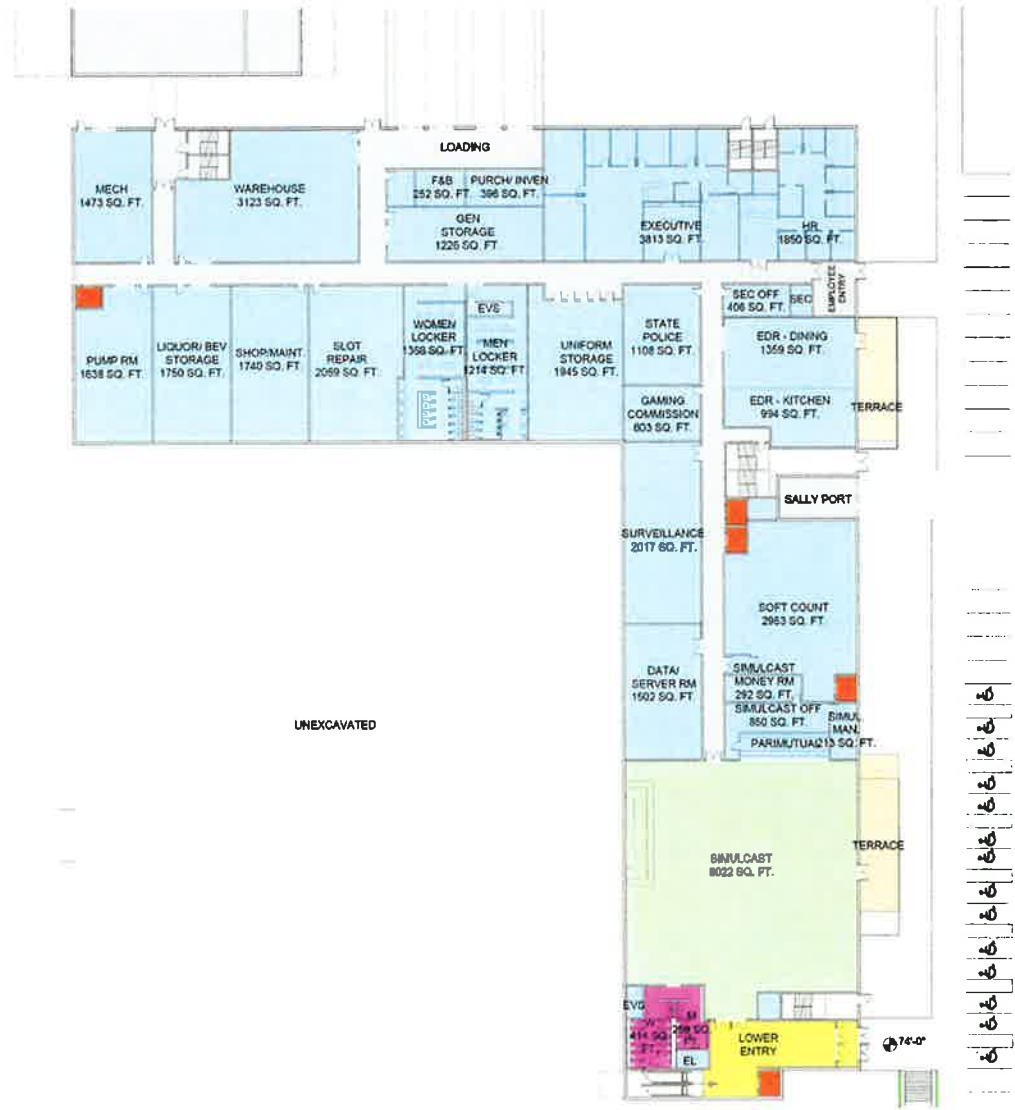 LOADING
MECH
1473 SQ. FT.
WAREHOUSE
3123 SQ. FT.
F&B
252 SQ. FT.
PURCH/ INVEN
396 SQ. FT.
GEN
STORAGE
1226 SQ. FT.
EXECUTIVE
3813 SQ. FT.
HR
1850 SQ. FT.
EMPLOYEE
ENTRY
SEC OFF
406 SQ. FT.
SEC
PUMP RM
1638 SQ. FT.
LIQUOR/ BEV
STORAGE
1750 SQ. FT.
SHOP/MAINT.
1740 SQ. FT.
SLOT
REPAIR
2059 SQ. FT.
WOMEN
LOCKER
1358 SQ. FT.
EVS
MEN
LOCKER
1214 SQ. FT.
UNIFORM
STORAGE
1945 SQ. FT.
STATE
POLICE
1108 SQ. FT.
EDR - DINING
1359 SQ. FT.
EDR - KITCHEN
994 SQ. FT.
TERRACE
GAMING
COMMISSION
603 SQ. FT.
SALLY PORT
SURVEILLANCE
2017 SQ. FT.
SOFT COUNT
2963 SQ. FT.
DATA/
SERVER RM
1502 SQ. FT.
SIMULCAST
MONEY RM
292 SQ. FT.
SIMULCAST OFF
850 SQ. FT.
SIMUL
MAN.
213 SQ. FT.
PARIMUTUAL
UNEXCAVATED
SIMULCAST
8022 SQ. FT.
TERRACE
EVS
W
414 SQ.
FT.
M
SQ.
FT.
EL
LOWER
ENTRY
74'-0"